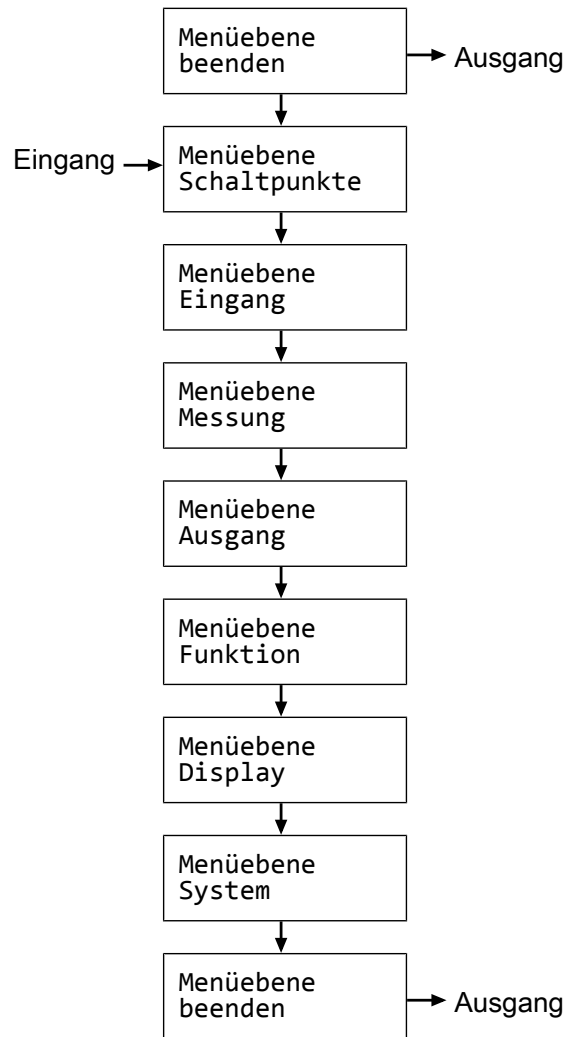 Menüebene
beenden
Ausgang
Eingang
Menüebene
Schaltpunkte
Menüebene
Eingang
Menüebene
Messung
Menüebene
Ausgang
Menüebene
Funktion
Menüebene
Display
Menüebene
System
Menüebene
beenden
Ausgang